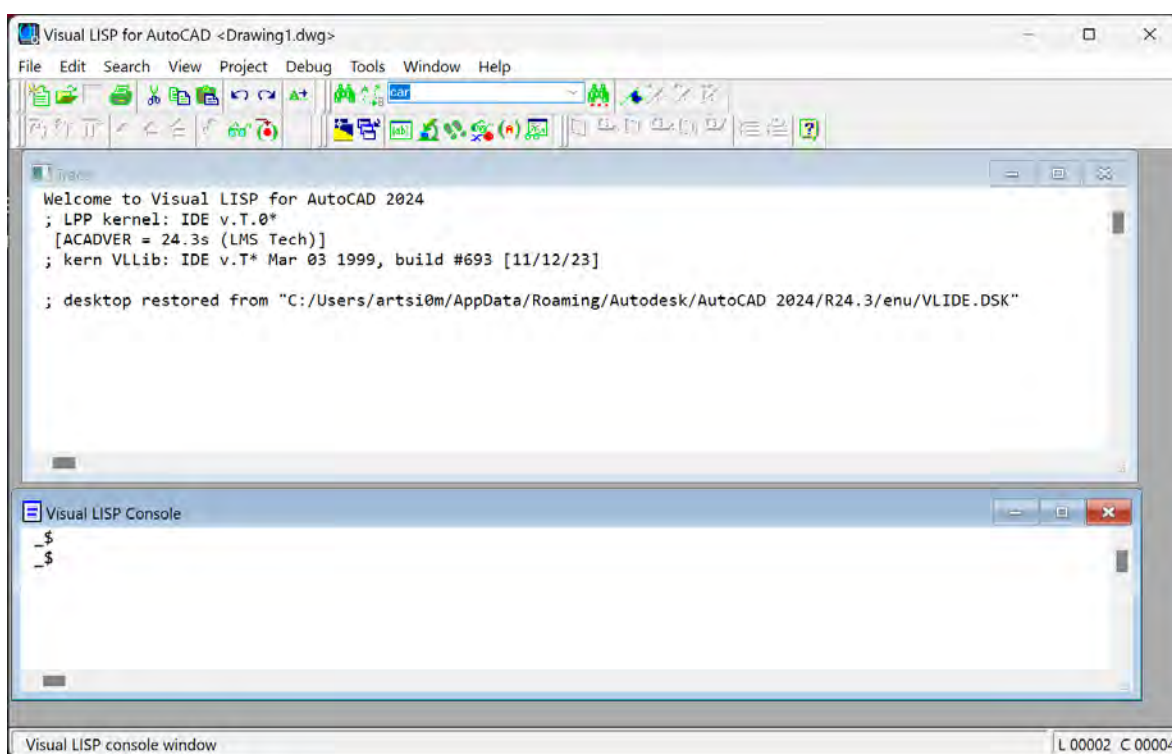 Visual LISP for AutoCAD <Drawing1.dwg>
File Edit Search View Project Debug Tools Window Help
car
Trace
Welcome to Visual LISP for AutoCAD 2024
; LPP kernel: IDE v.T.0*
[ACADVER = 24.3s (LMS Tech)]
; kern VLLib: IDE v.T* Mar 03 1999, build #693 [11/12/23]
; desktop restored from "C:/Users/artsi0m/AppData/Roaming/Autodesk/AutoCAD 2024/R24.3/enu/VLIDE.DSK"
Visual LISP Console
_$
_$
Visual LISP console window
L 00002 C 00004